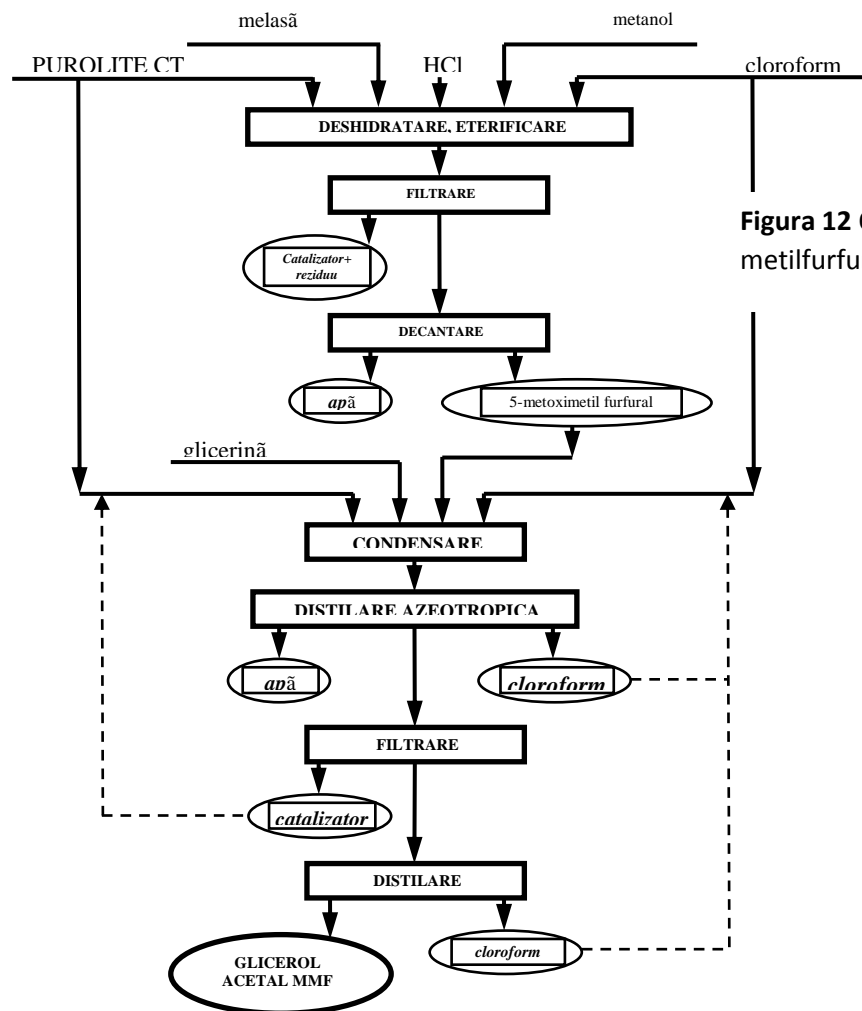 melasã
metanol
PUROLITE CT
HCl
cloroform
DESHIDRATARE, ETERIFICARE
FILTRARE
Figura 12
Catalizator+
reziduu
metilfurfu
DECANTARE
apã
5-metoximetil furfural
glicerinã
CONDENSARE
DISTILARE AZEOTROPICA
apã
cloroform
FILTRARE
catalizator
DISTILARE
cloroform
GLICEROL
ACETAL MMF